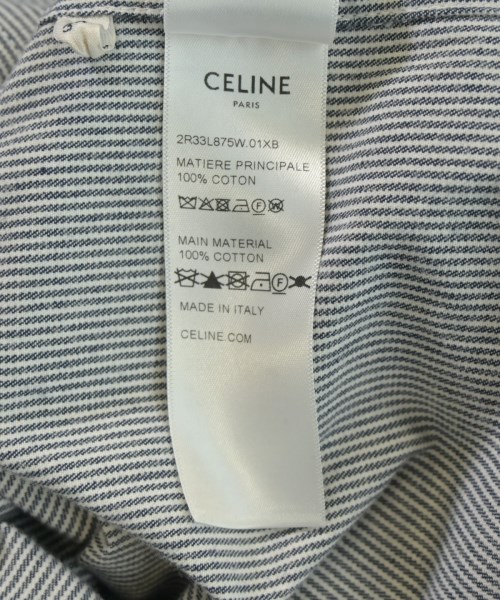 CELINE
PARIS
2R33L875W.01XB
MATIERE PRINCIPALE
100% COTON
MAIN MATERIAL
100% COTTON
MADE IN ITALY
CELINE.COM